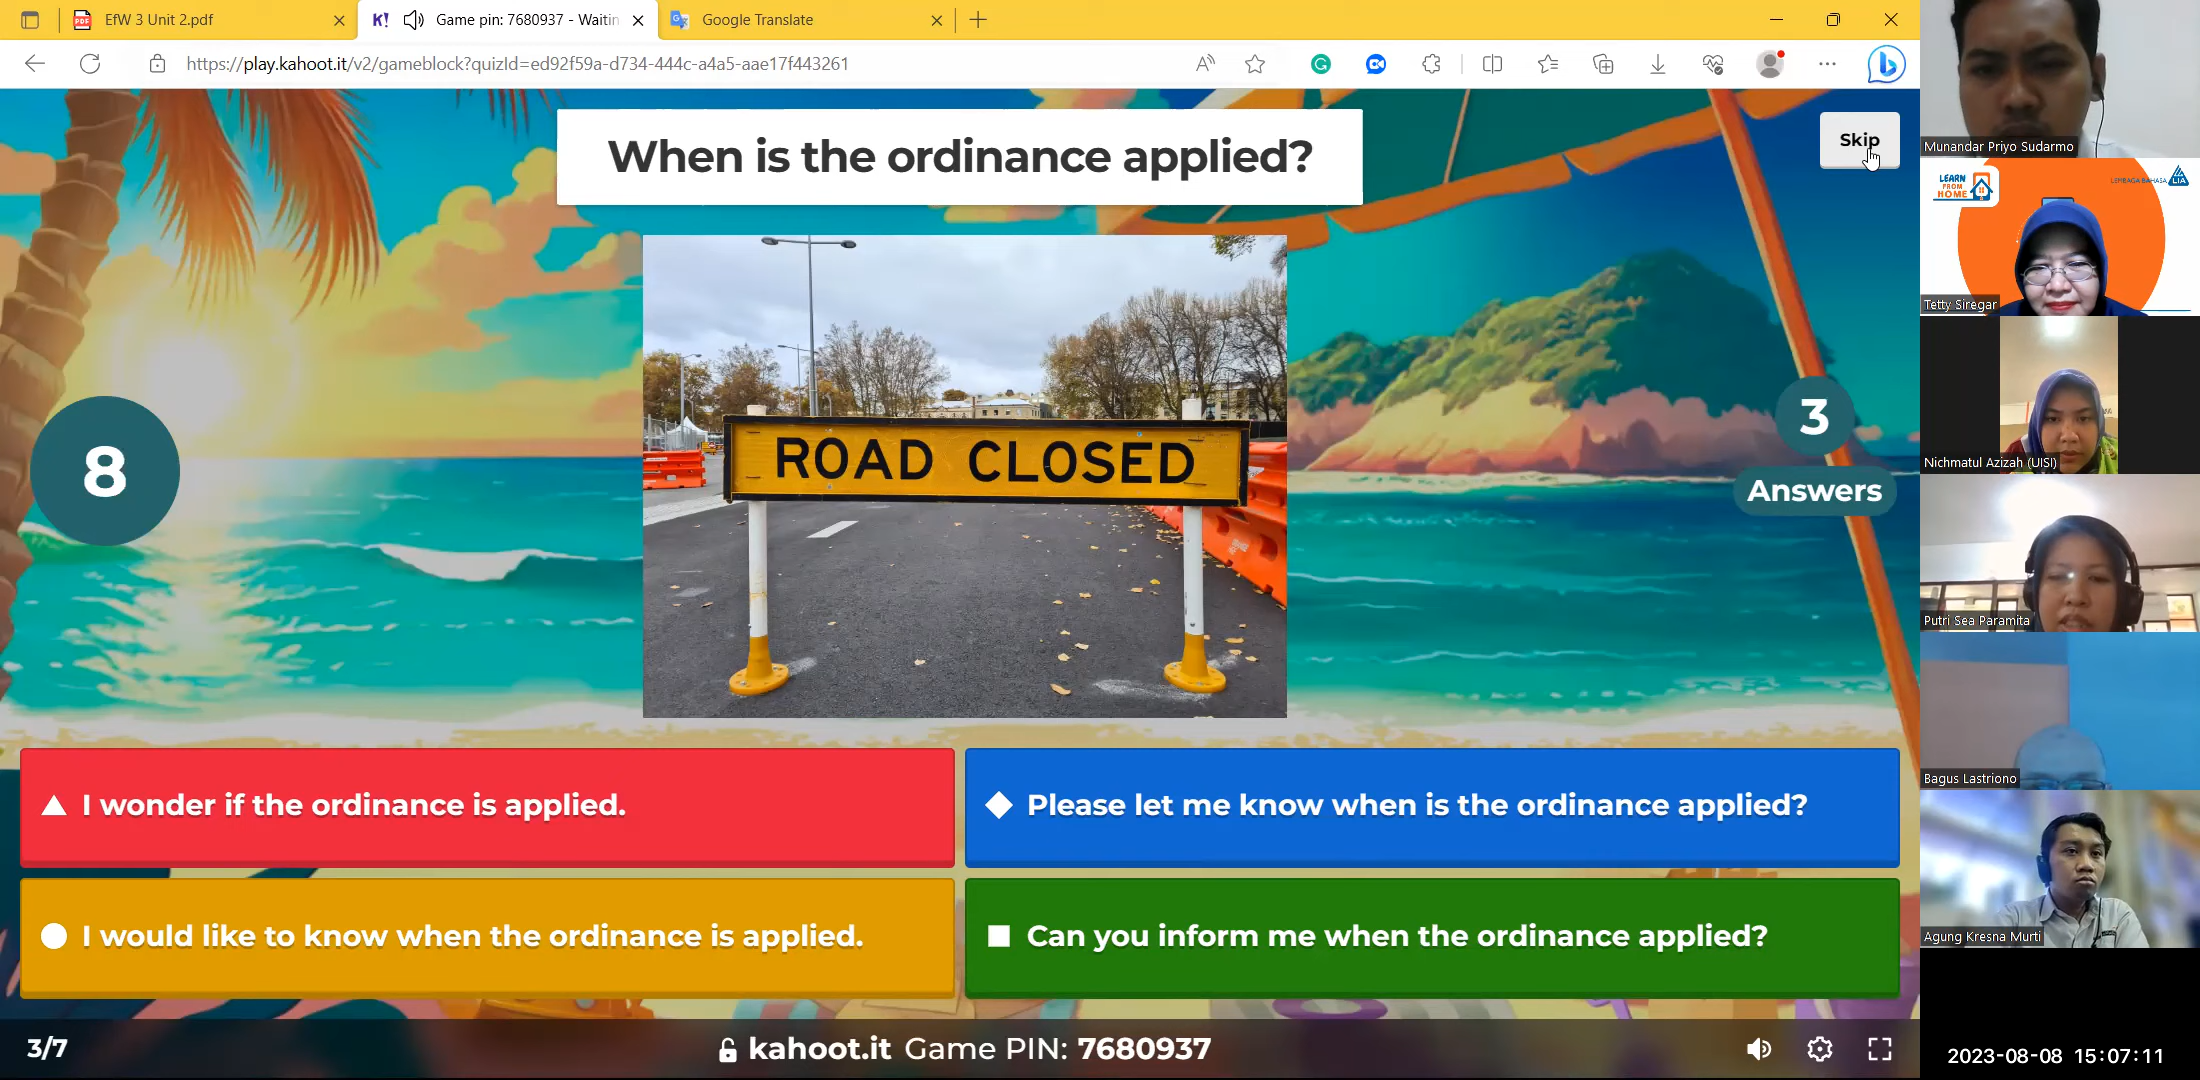 EfW 3 Unit 2.pdf
K! Game pin: 7680937 - Waitin
Google Translate
https://play.kahoot.it/v2/gameblock?quizId=ed92f59a-d734-444c-a4a5-aae17f443261
When is the ordinance applied?
Skip
8
ROAD CLOSED
3
Answers
I wonder if the ordinance is applied.
Please let me know when is the ordinance applied?
I would like to know when the ordinance is applied.
Can you inform me when the ordinance applied?
3/7
kahoot.it Game PIN: 7680937
Munandar Priyo Sudarmo
LEARN
FROM
HOME
LEMBAGA BAHASA LIA
Tetty Siregar
Nichmatul Azizah (UISI)
Putri Sea Paramita
Bagus Lastriono
Agung Kresna Murti
2023-08-08 15:07:11